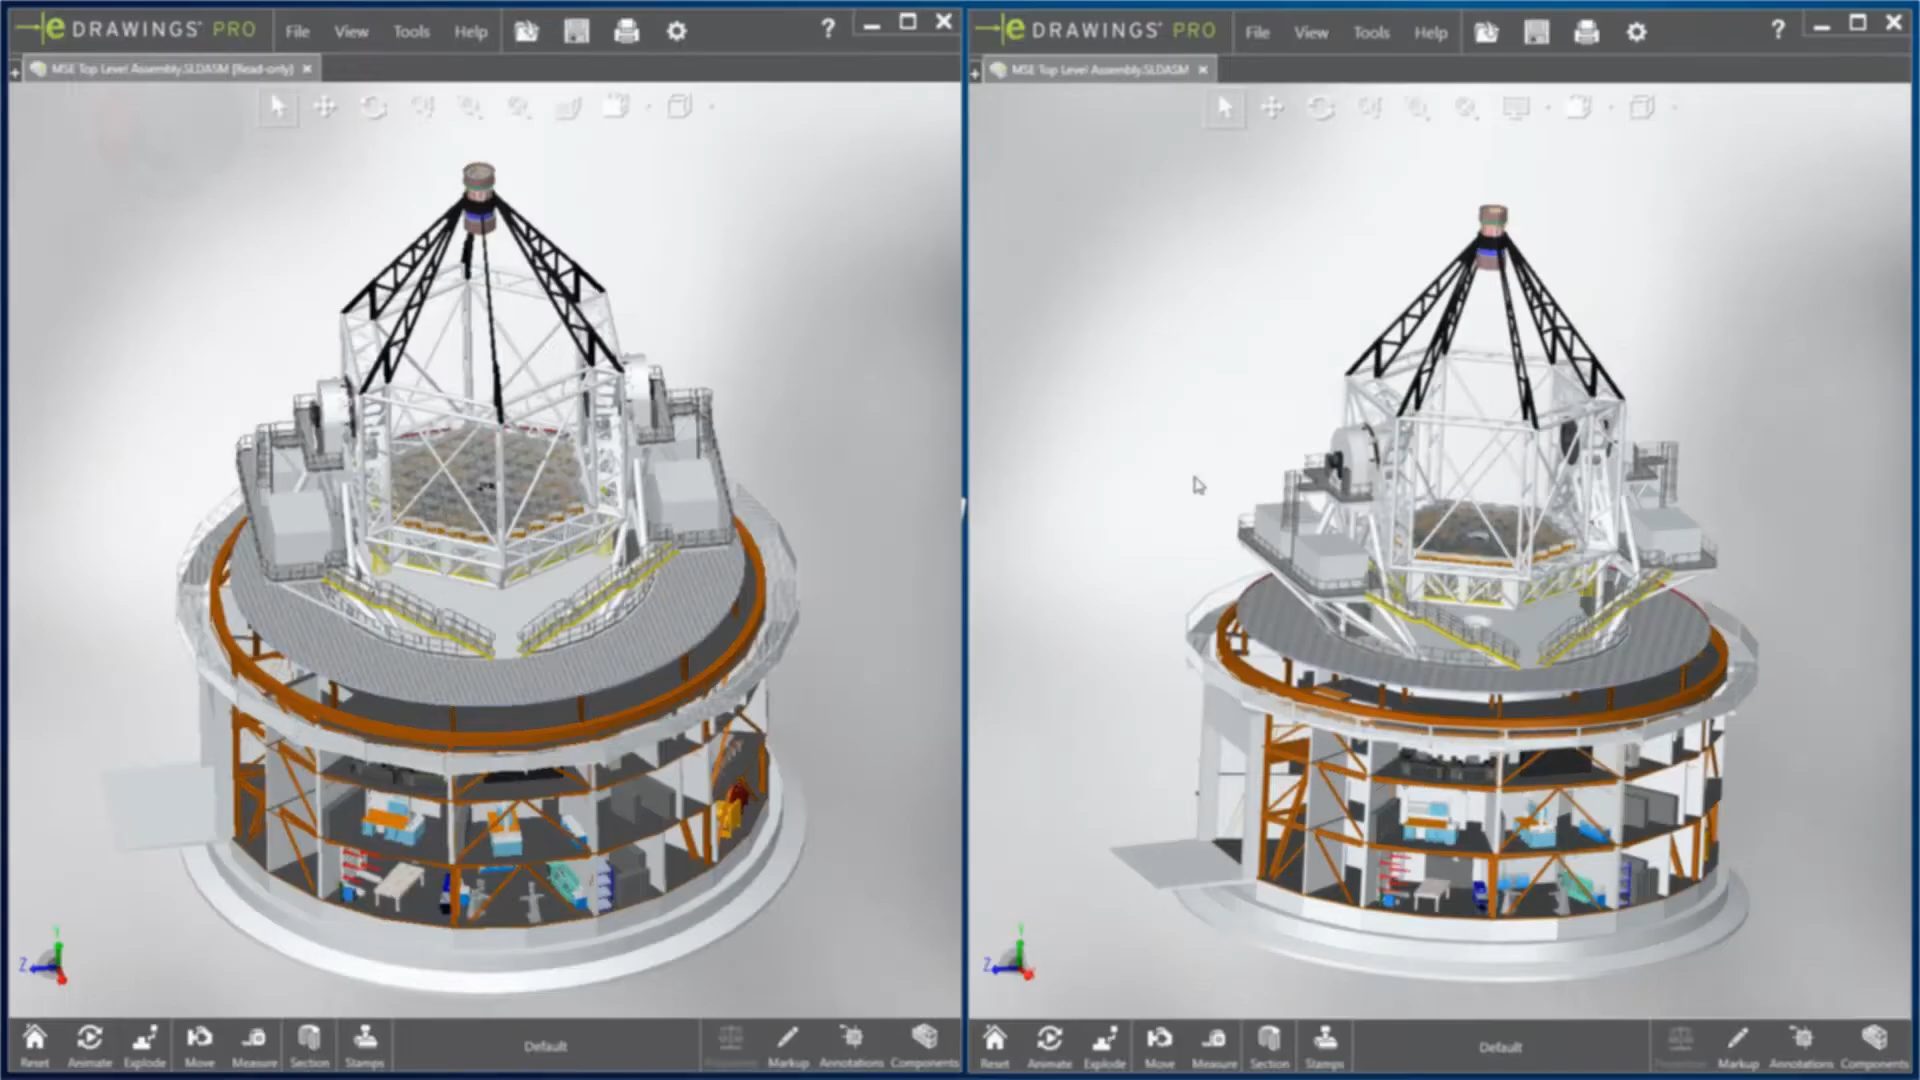 eDRAWINGS PRO File View Tools Help ?
MSE Top Level Assembly.SLDASM [Read-only]
Y
Z
Reset Animate Explode Move Measure Section Stamps Default Markup Annotations Components
eDRAWINGS PRO File View Tools Help ?
MSE Top Level Assembly.SLDASM
Y
Z
Reset Animate Explode Move Measure Section Stamps Default Markup Annotations Components